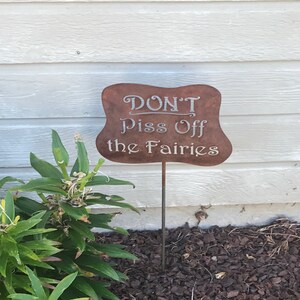 DON'T
Piss Off
the Fairies